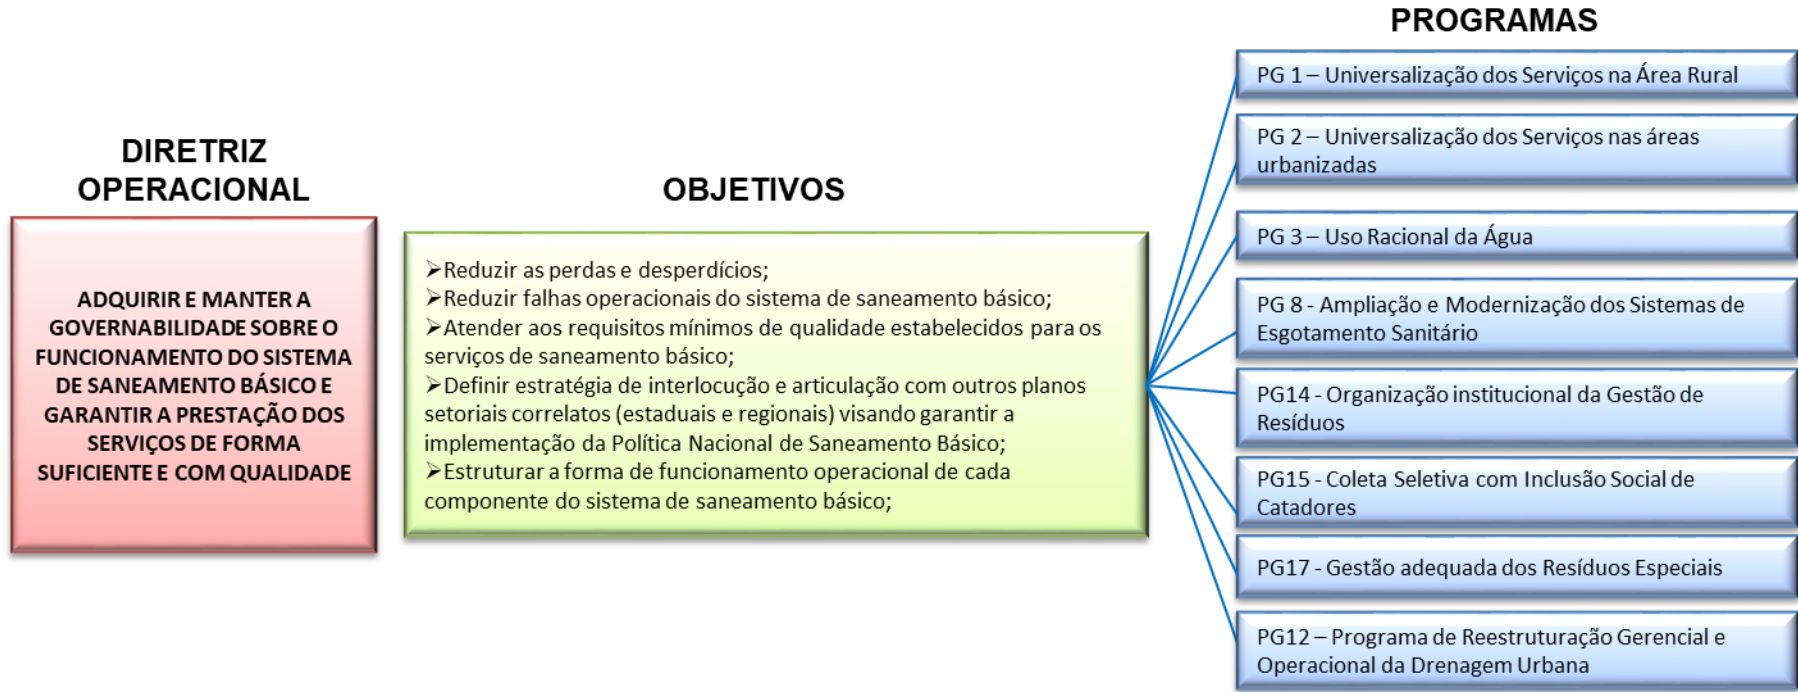 DIRETRIZ
OPERACIONAL
ADQUIRIR E MANTER A
GOVERNABILIDADE SOBRE O
FUNCIONAMENTO DO SISTEMA
DE SANEAMENTO BÁSICO E
GARANTIR A PRESTAÇÃO DOS
SERVIÇOS DE FORMA
SUFICIENTE E COM QUALIDADE
OBJETIVOS
➢Reduzir as perdas e desperdícios;
➢Reduzir falhas operacionais do sistema de saneamento básico;
➢Atender aos requisitos mínimos de qualidade estabelecidos para os
serviços de saneamento básico;
➢Definir estratégia de interlocução e articulação com outros planos
setoriais correlatos (estaduais e regionais) visando garantir a
implementação da Política Nacional de Saneamento Básico;
➢Estruturar a forma de funcionamento operacional de cada
componente do sistema de saneamento básico;
PROGRAMAS
PG 1 – Universalização dos Serviços na Área Rural
PG 2 – Universalização dos Serviços nas áreas
urbanizadas
PG 3 – Uso Racional da Água
PG 8 - Ampliação e Modernização dos Sistemas de
Esgotamento Sanitário
PG14 - Organização institucional da Gestão de
Resíduos
PG15 - Coleta Seletiva com Inclusão Social de
Catadores
PG17 - Gestão adequada dos Resíduos Especiais
PG12 – Programa de Reestruturação Gerencial e
Operacional da Drenagem Urbana